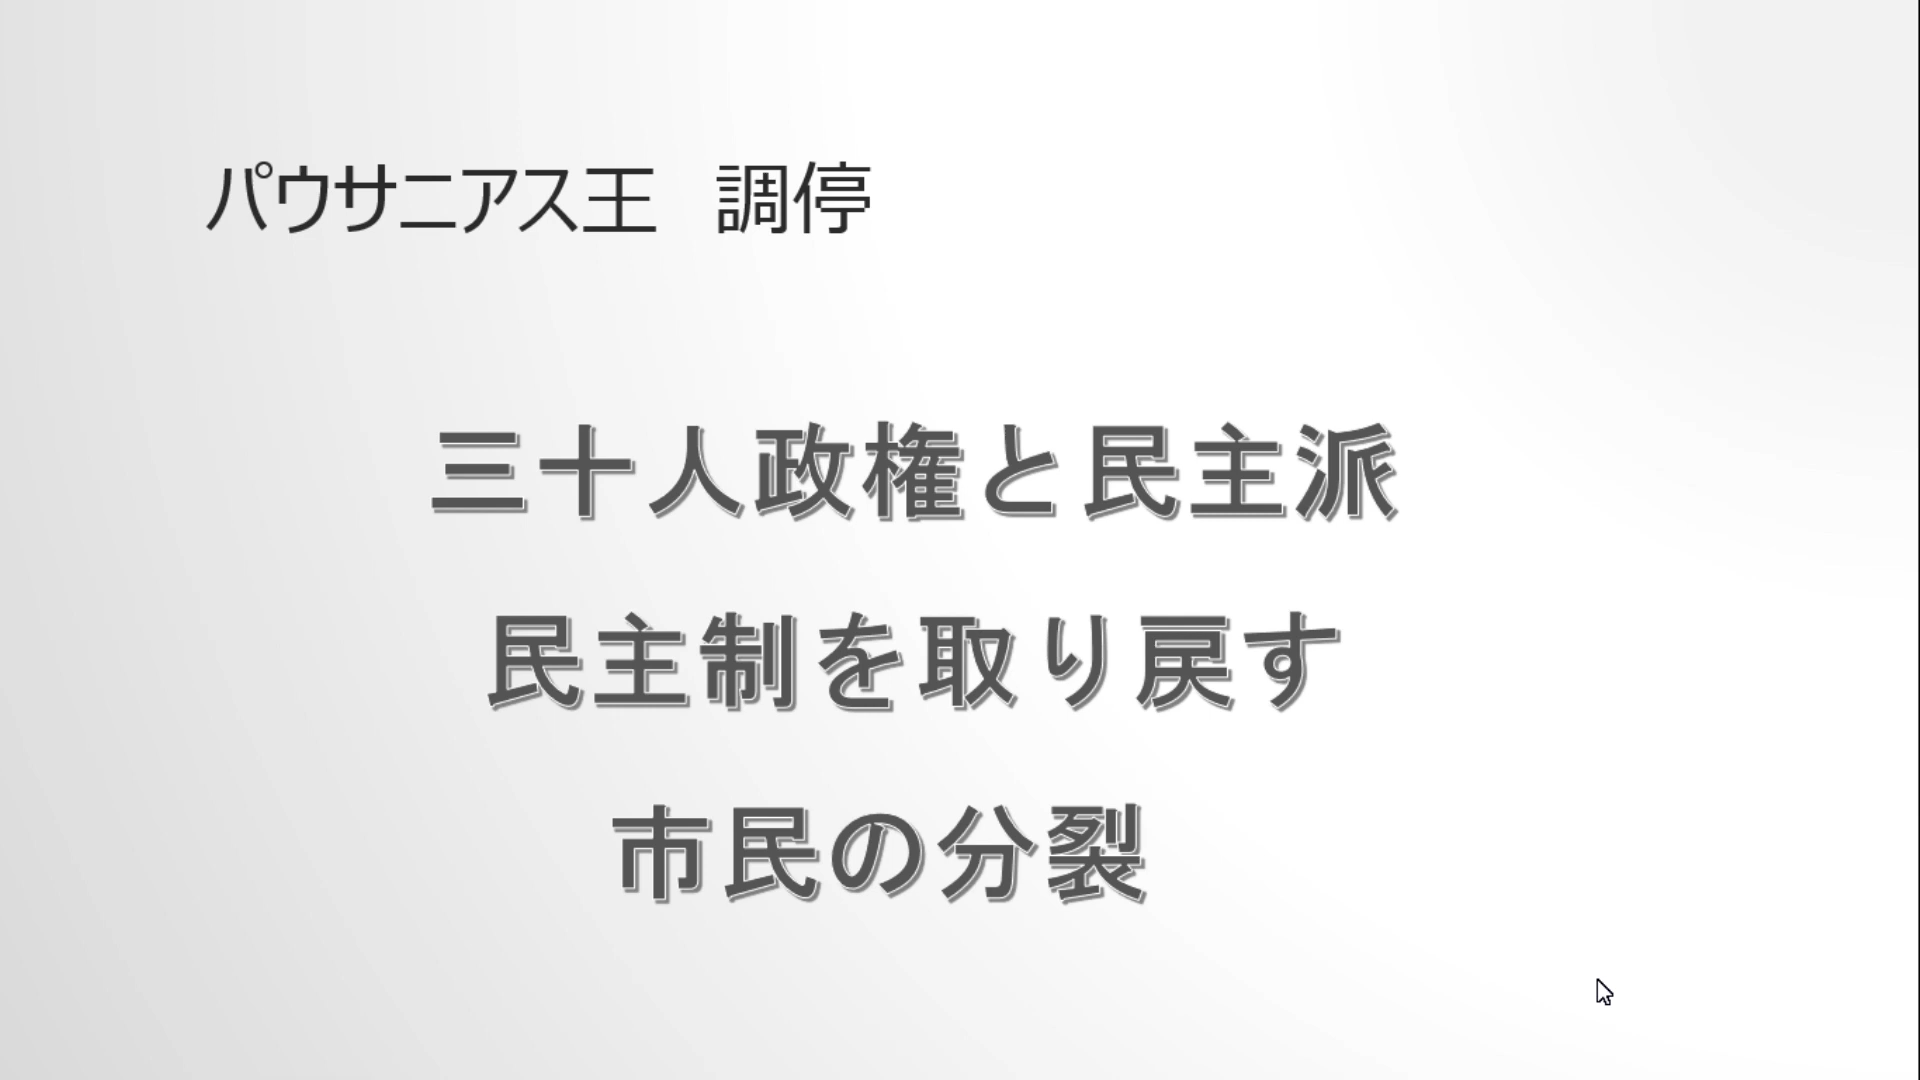 パウサニアス王　調停
三十人政権と民主派
民主制を取り戻す
市民の分裂